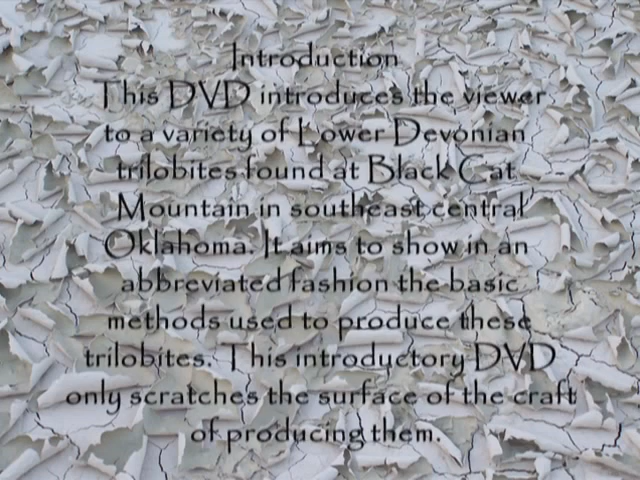 Introduction
This DVD introduces the viewer
to a variety of Lower Devonian
trilobites found at Black Cat
Mountain in southeast central
Oklahoma. It aims to show in an
abbreviated fashion the basic
methods used to produce these
trilobites. This introductory DVD
only scratches the surface of the craft
of producing them.